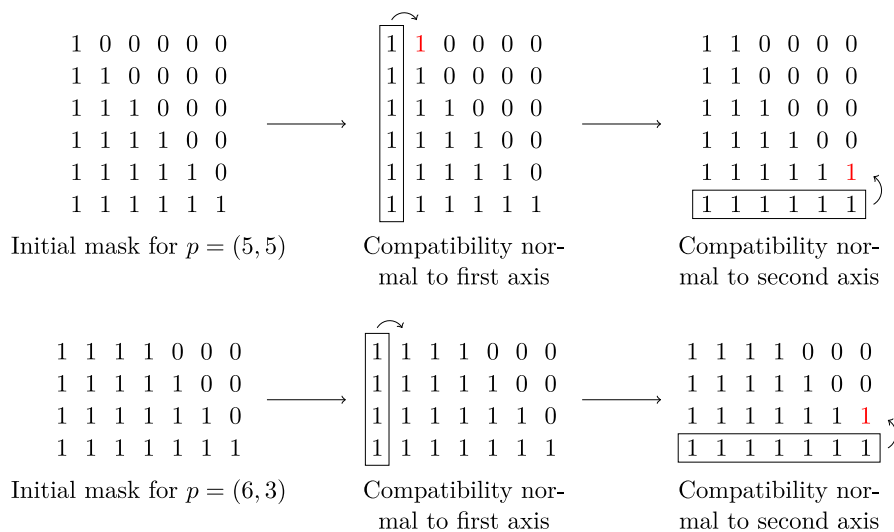 1 0 0 0 0 0
1 1 0 0 0 0
1 1 1 0 0 0
1 1 1 1 0 0
1 1 1 1 1 0
1 1 1 1 1 1
Initial mask for p = (5, 5)
1 1 0 0 0 0
1 1 0 0 0 0
1 1 1 0 0 0
1 1 1 1 0 0
1 1 1 1 1 0
1 1 1 1 1 1
Compatibility nor-
mal to first axis
1 1 0 0 0 0
1 1 0 0 0 0
1 1 1 0 0 0
1 1 1 1 0 0
1 1 1 1 1 1
1 1 1 1 1 1
Compatibility nor-
mal to second axis
1 1 1 1 0 0 0
1 1 1 1 1 0 0
1 1 1 1 1 1 0
1 1 1 1 1 1 1
Initial mask for p = (6, 3)
1 1 1 1 0 0 0
1 1 1 1 1 0 0
1 1 1 1 1 1 0
1 1 1 1 1 1 1
Compatibility nor-
mal to first axis
1 1 1 1 0 0 0
1 1 1 1 1 0 0
1 1 1 1 1 1 1
1 1 1 1 1 1 1
Compatibility nor-
mal to second axis